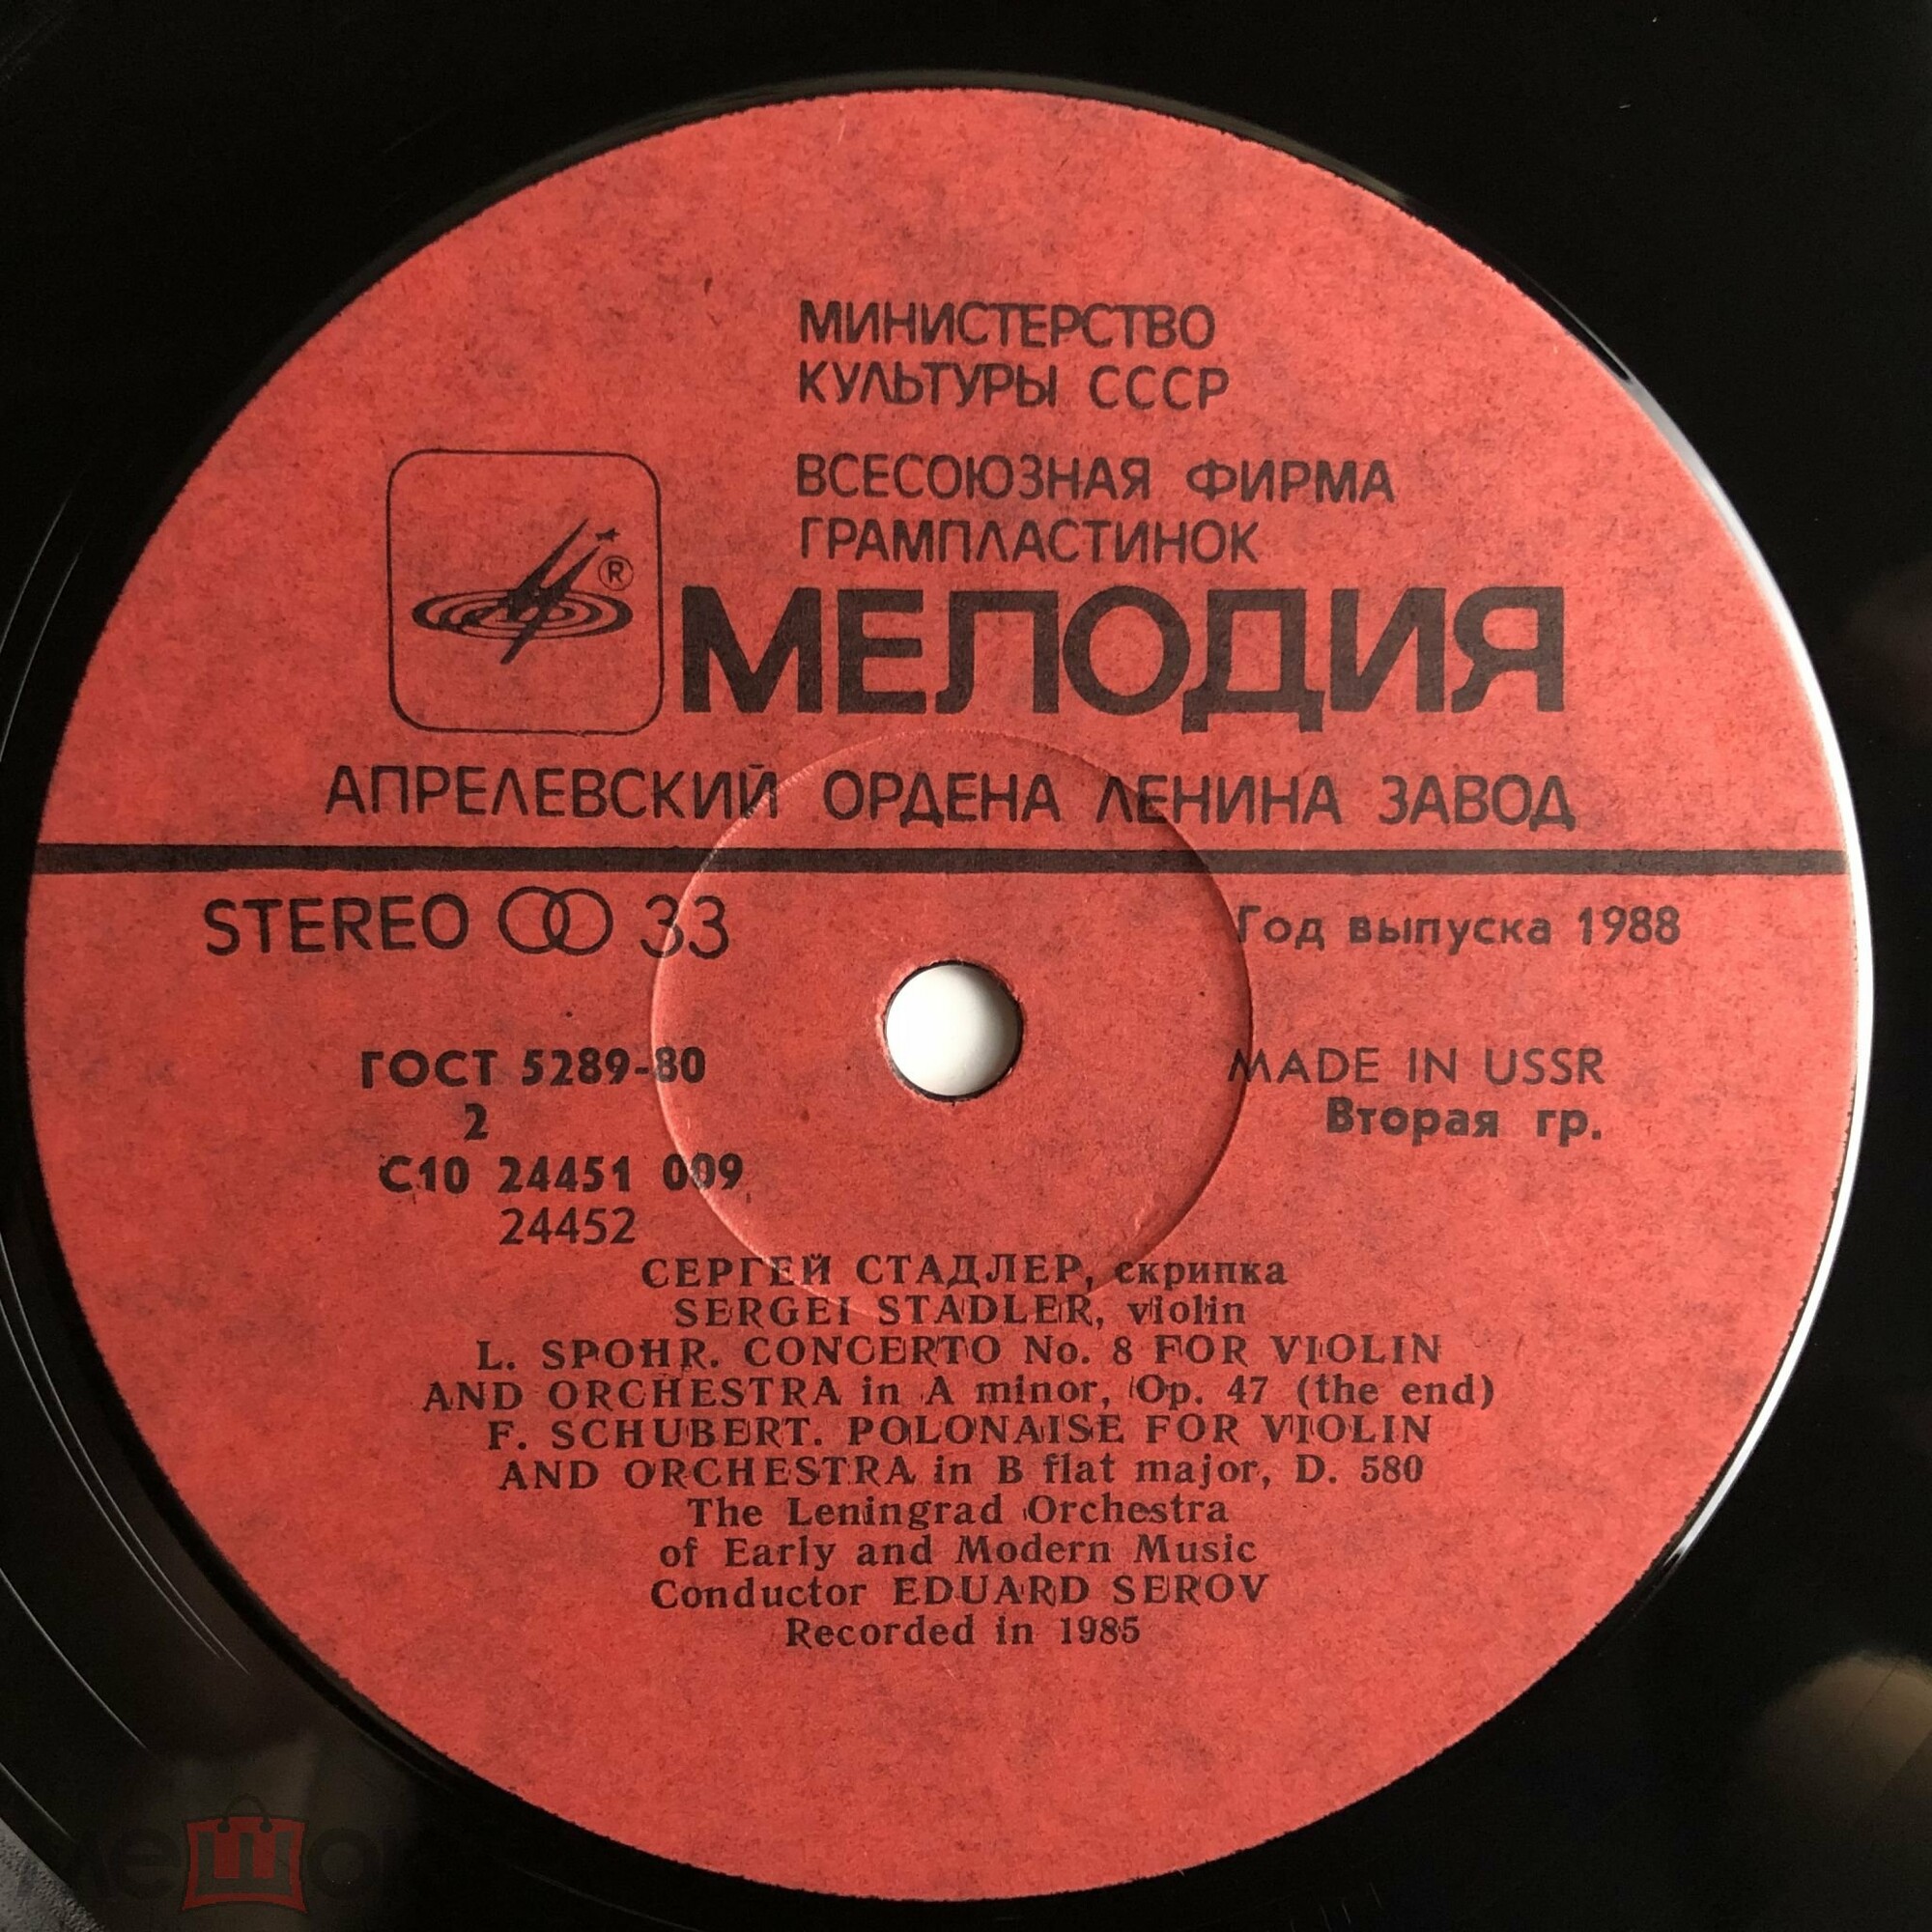 МИНИСТЕРСТВО
КУЛЬТУРЫ СССР
ВСЕСОЮЗНАЯ ФИРМА
ГРАМПЛАСТИНОК
®
МЕЛОДИЯ
АПРЕЛЕВСКИЙ ОРДЕНА ЛЕНИНА ЗАВОД
STEREO 33
Год выпуска 1988
ГОСТ 5289-80
MADE IN USSR
2
Вторая гр.
С10 24451 009
24452
СЕРГЕЙ СТАДЛЕР, скрипка
SERGEI STADLER, violin
L. SPOHR. CONCERTO No. 8 FOR VIOLIN
AND ORCHESTRA in A minor, Op. 47 (the end)
F. SCHUBERT. POLONAISE FOR VIOLIN
AND ORCHESTRA in B flat major, D. 580
The Leningrad Orchestra
of Early and Modern Music
Conductor EDUARD SEROV
Recorded in 1985